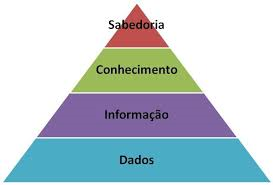 Sabedoria
Conhecimento
Informação
Dados